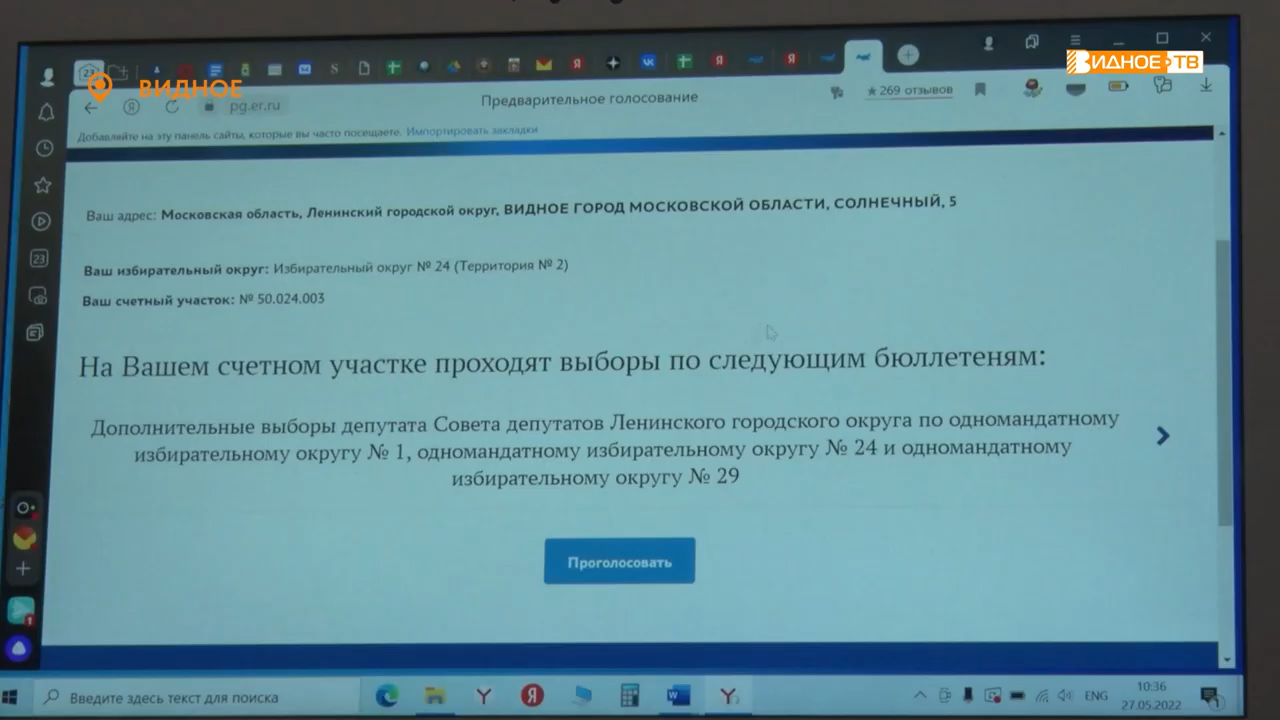 23
ВИДНОЕ
ВИДНОЕ ТВ
Я
pg.er.ru
Предварительное голосование
269 отзывов
Добавляйте на эту панель сайты, которые вы часто посещаете. Импортировать закладки
Ваш адрес: Московская область, Ленинский городской округ, ВИДНОЕ ГОРОД МОСКОВСКОЙ ОБЛАСТИ, СОЛНЕЧНЫЙ, 5
23
Ваш избирательный округ: Избирательный округ № 24 (Территория № 2)
Ваш счетный участок: № 50.024.003
На Вашем счетном участке проходят выборы по следующим бюллетеням:
Дополнительные выборы депутата Совета депутатов Ленинского городского округа по одномандатному
избирательному округу № 1, одномандатному избирательному округу № 24 и одномандатному
избирательному округу № 29
Проголосовать
Введите здесь текст для поиска
ENG
10:36
27.05.2022